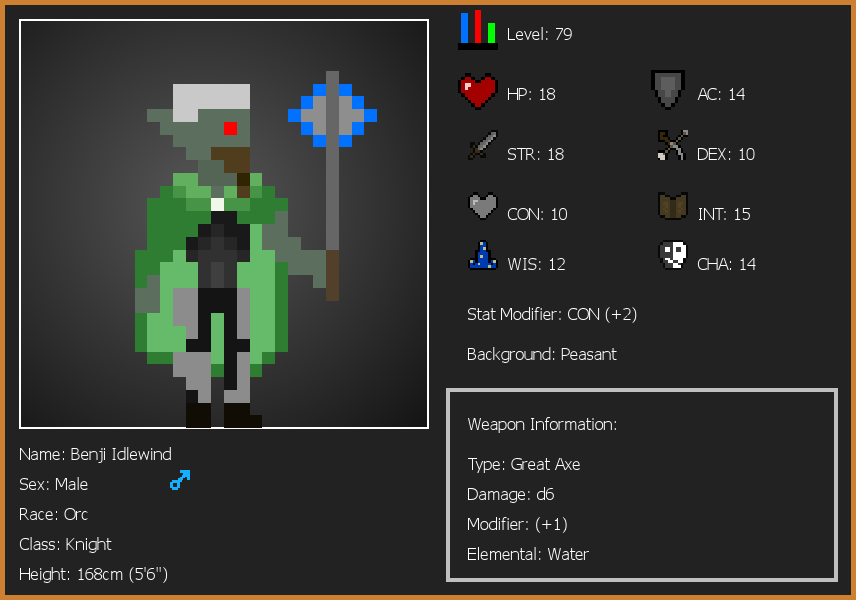 Level: 79
HP: 18
AC: 14
STR: 18
DEX: 10
CON: 10
INT: 15
WIS: 12
CHA: 14
Stat Modifier: CON (+2)
Background: Peasant
Weapon Information:
Type: Great Axe
Damage: d6
Modifier: (+1)
Elemental: Water
Name: Benji Idlewind
Sex: Male
Race: Orc
Class: Knight
Height: 168cm (5'6")